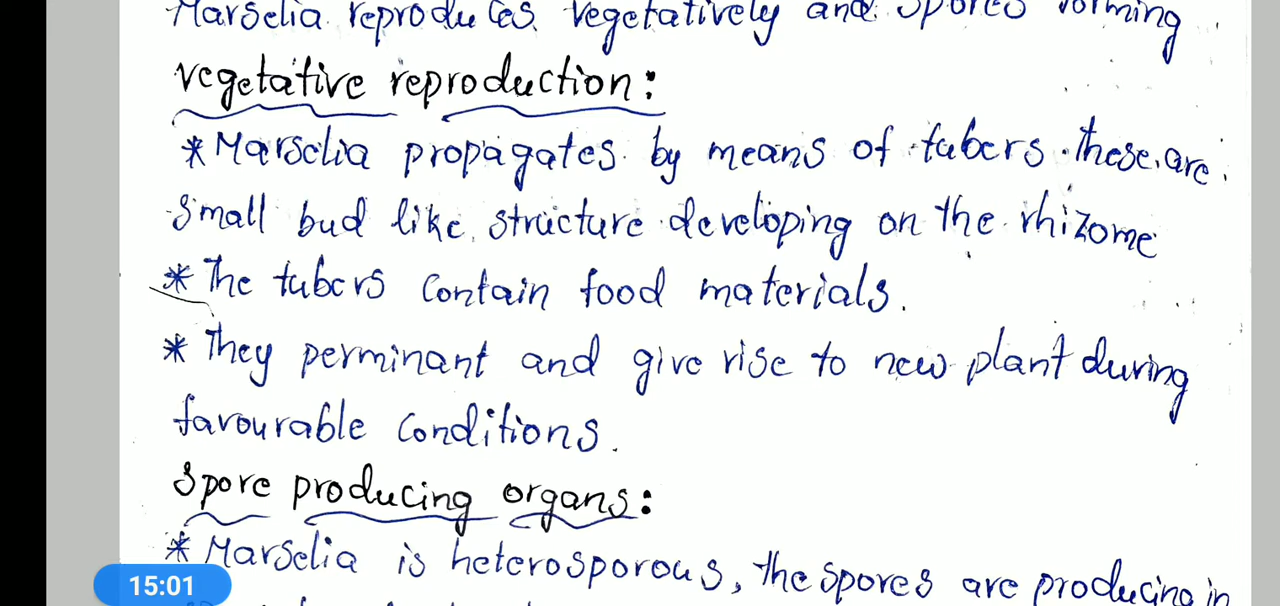 Marselia reproduces vegetatively and spores forming
vegetative reproduction:
*Marselia propagates by means of tubers. these are
small bud like structure developing on the rhizome
* The tubers contain food materials.
* They perminant and give rise to new plant during
favourable conditions.
Spore producing organs:
* Marselia is heterosporous, the spores are producing in
15:01